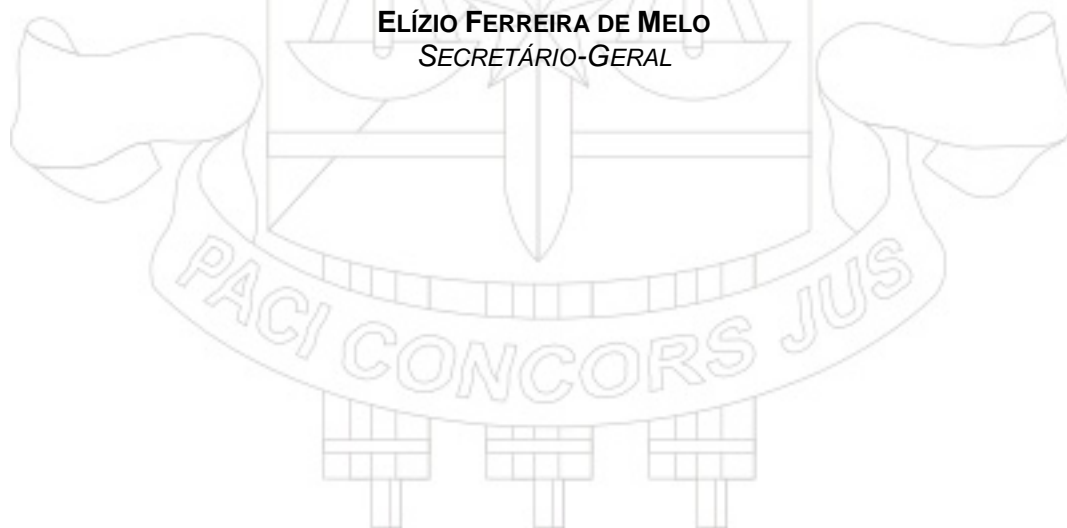 ELÍZIO FERREIRA DE MELO
SECRETÁRIO-GERAL
PACI CONCORS JUS